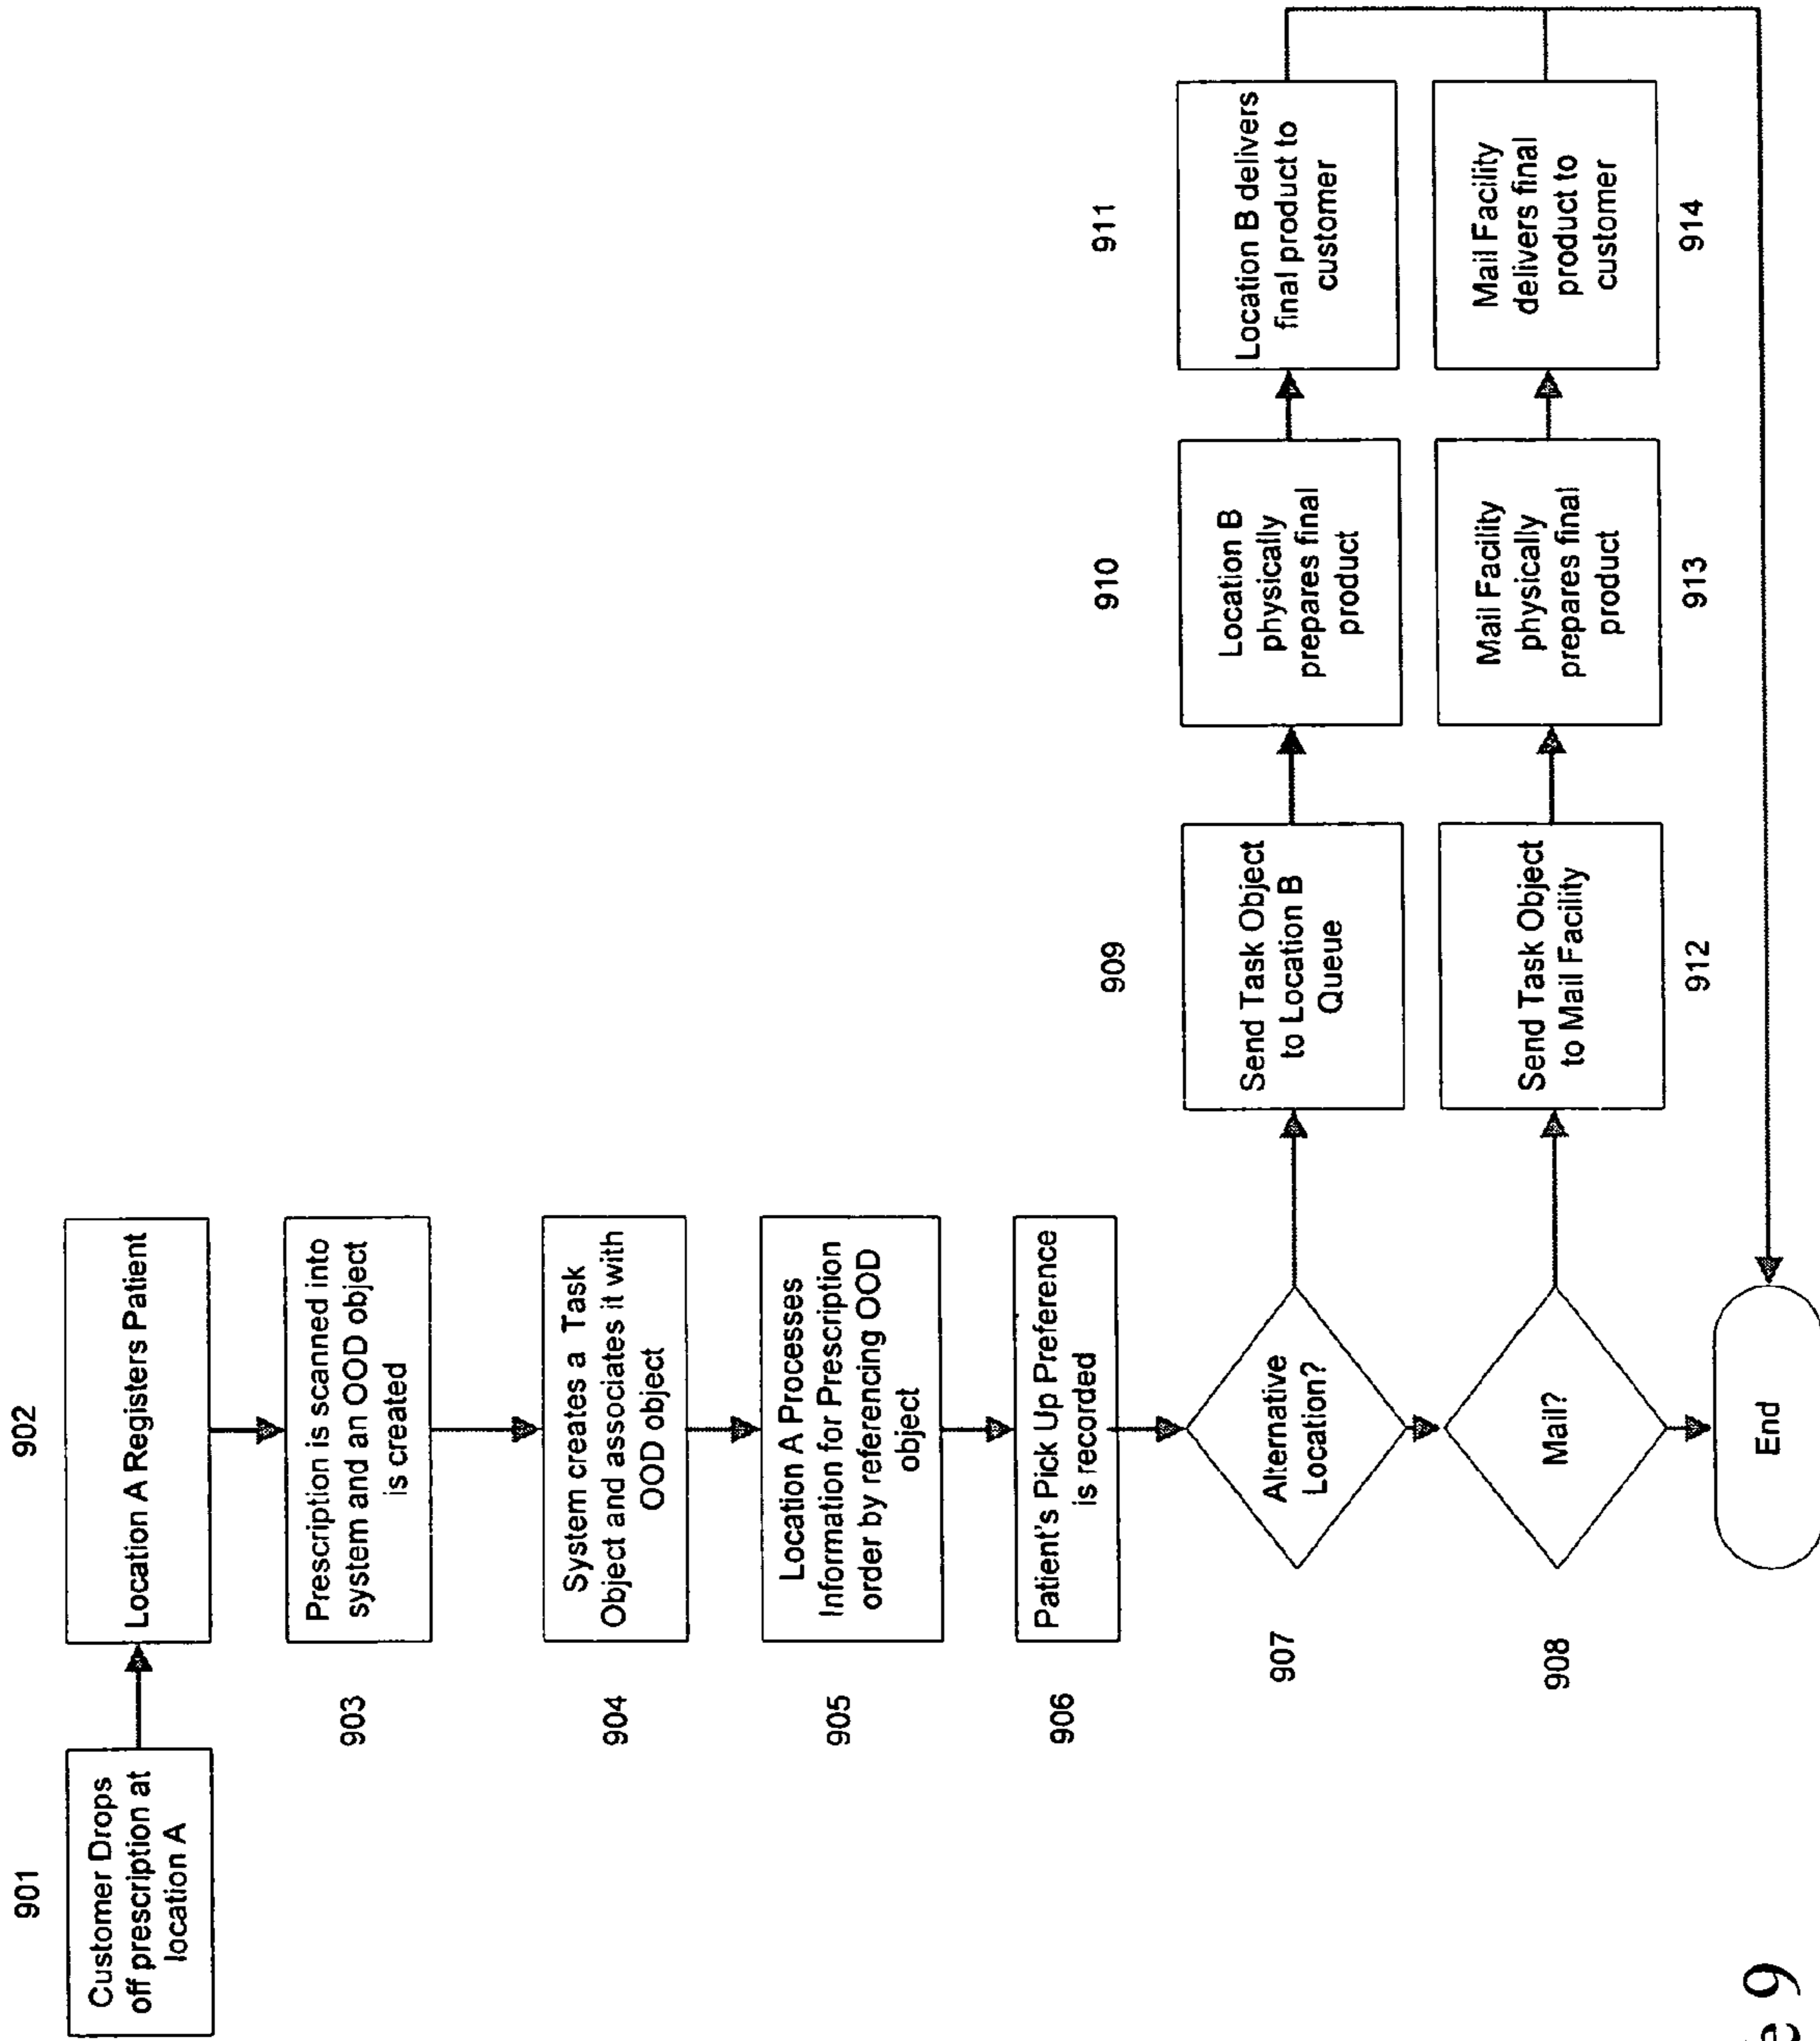 901
Customer Drops
off prescription at
location A
902
Location A Registers Patient
903
Prescription is scanned into
system and an OOD object
is created
904
System creates a Task
Object and associates it with
OOD object
905
Location A Processes
Information for Prescription
order by referencing OOD
object
906
Patient's Pick Up Preference
is recorded
907
Alternative
Location?
909
Send Task Object
to Location B
Queue
910
Location B
physically
prepares final
product
911
Location B delivers
final product to
customer
908
Mail?
Send Task Object
to Mail Facility
912
Mail Facility
physically
prepares final
product
913
Mail Facility
delivers final
product to
customer
914
End
e 9